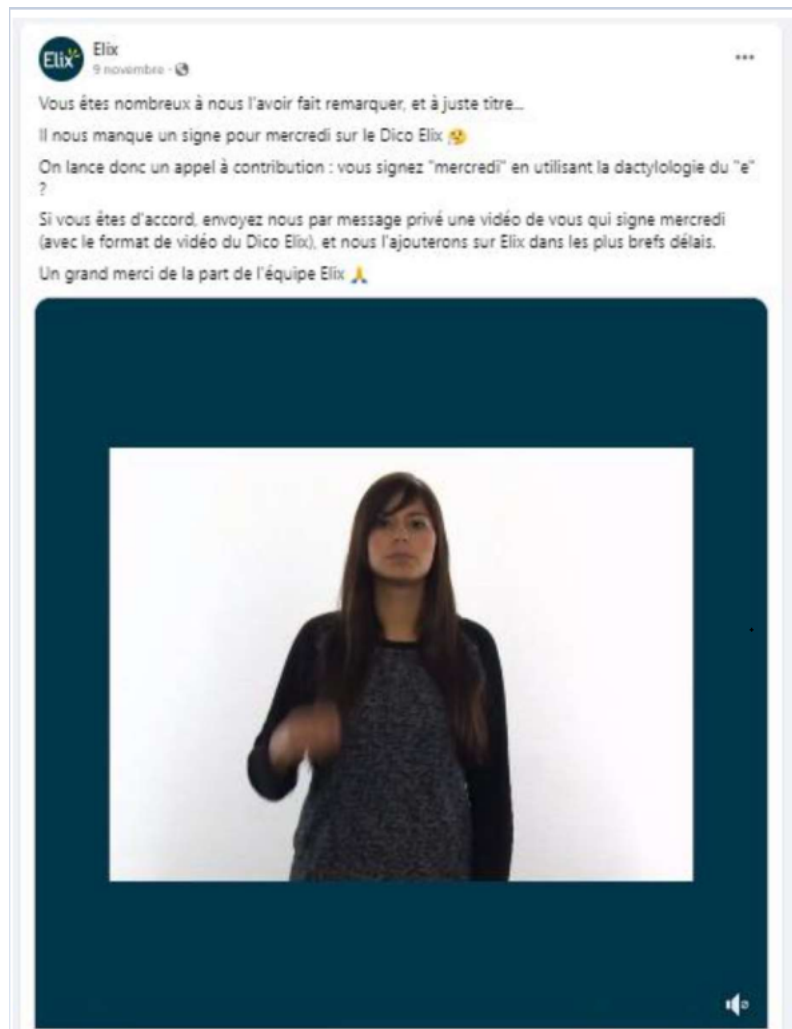 Elix
Elix
9 novembre
Vous êtes nombreux à nous l'avoir fait remarquer, et à juste titre...
Il nous manque un signe pour mercredi sur le Dico Elix 🤔
On lance donc un appel à contribution : vous signez "mercredi" en utilisant la dactylologie du "e"
?
Si vous êtes d'accord, envoyez nous par message privé une vidéo de vous qui signe mercredi
(avec le format de vidéo du Dico Elix), et nous l'ajouterons sur Elix dans les plus brefs délais.
Un grand merci de la part de l'équipe Elix 🙏